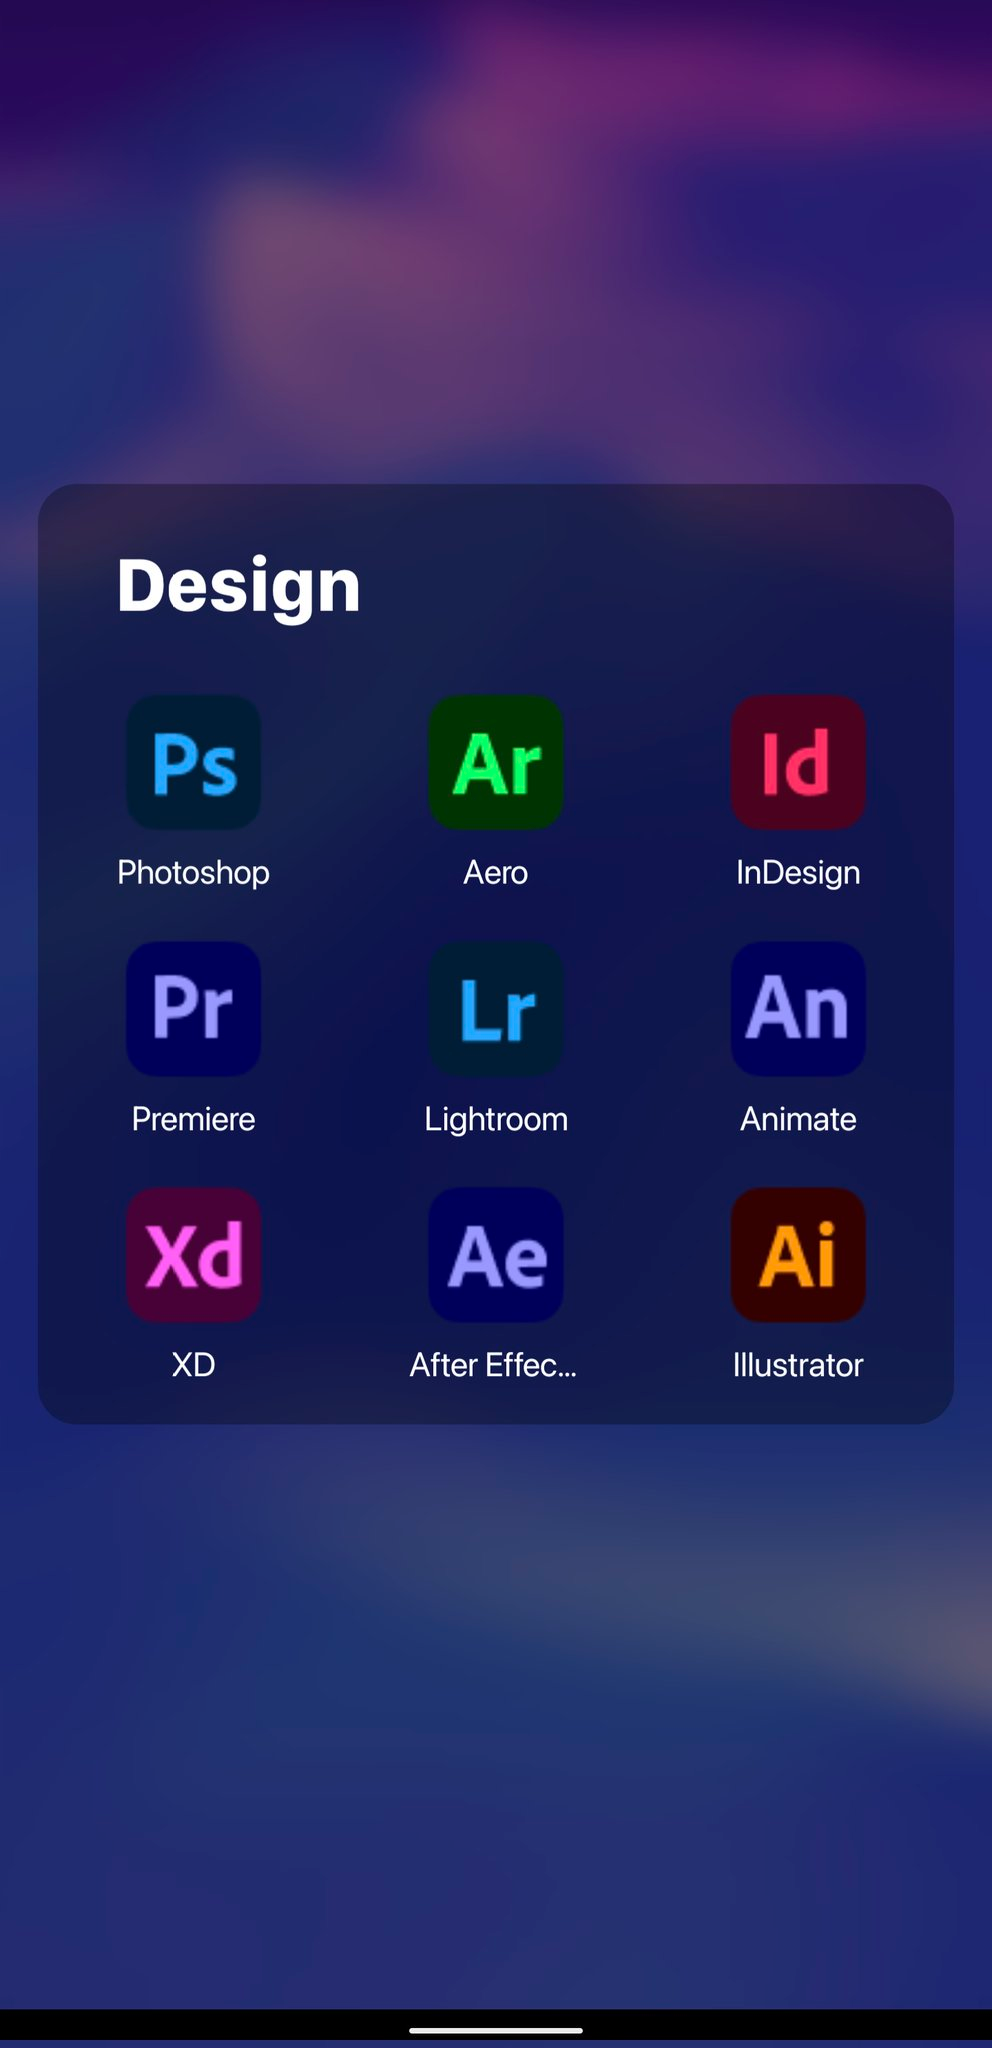 Design
Ps Ar Id
Photoshop Aero InDesign
Pr Lr An
Premiere Lightroom Animate
Xd Ae Ai
XD After Effec... Illustrator